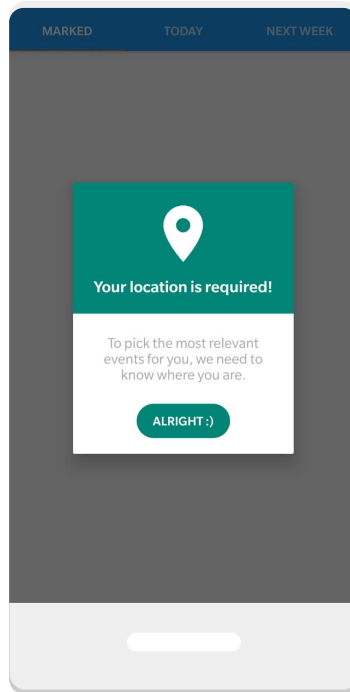 MARKED TODAY NEXT WEEK
Your location is required!
To pick the most relevant
events for you, we need to
know where you are.
ALRIGHT :)